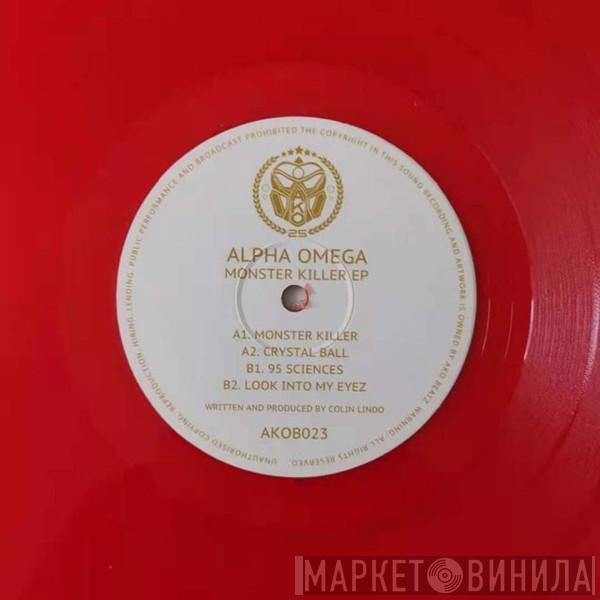 UNAUTHORISED COPYING, REPRODUCTION, HIRING, LENDING, PUBLIC PERFORMANCE AND BROADCAST PROHIBITED THE COPYRIGHT IN THIS SOUND RECORDING AND ARTWORK IS OWNED BY AKO BEATZ. WARNING: ALL RIGHTS RESERVED.
AKO
25
ALPHA OMEGA
MONSTER KILLER EP
A1. MONSTER KILLER
A2. CRYSTAL BALL
B1. 95 SCIENCES
B2. LOOK INTO MY EYEZ
WRITTEN AND PRODUCED BY COLIN LINDO
AKOB023
МАРКЕТ ВИНИЛА